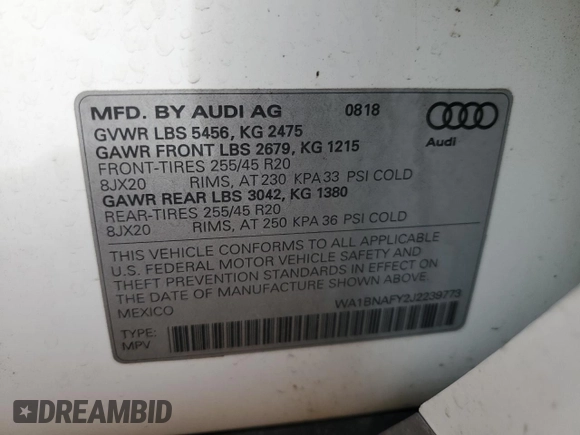 MFD. BY AUDI AG 0818
GVWR LBS 5456, KG 2475
GAWR FRONT LBS 2679, KG 1215
FRONT-TIRES 255/45 R20
8JX20 RIMS, AT 230 KPA 33 PSI COLD
GAWR REAR LBS 3042, KG 1380
REAR-TIRES 255/45 R20
8JX20 RIMS, AT 250 KPA 36 PSI COLD
Audi
THIS VEHICLE CONFORMS TO ALL APPLICABLE
U.S. FEDERAL MOTOR VEHICLE SAFETY AND
THEFT PREVENTION STANDARDS IN EFFECT ON
THE DATE OF MANUFACTURE SHOWN ABOVE.
MEXICO
WA1BNAFY2J2239773
TYPE:
MPV
DREAMBID